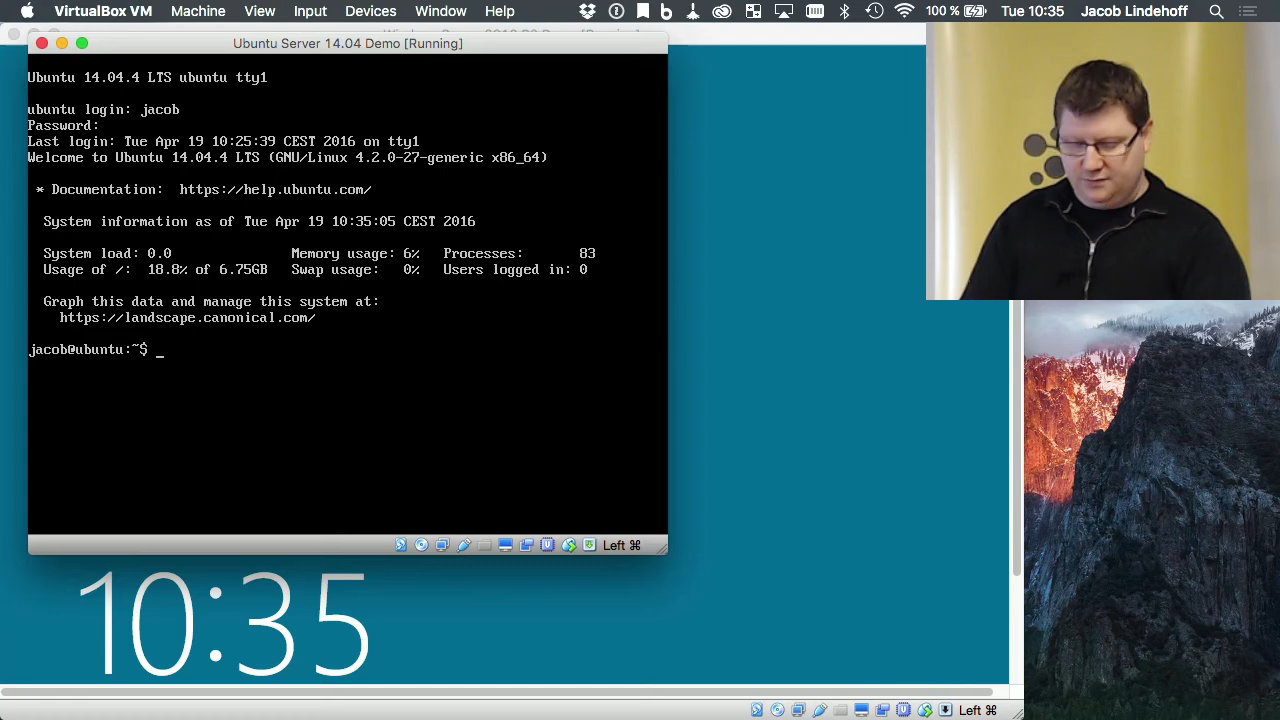 VirtualBox VM Machine View Input Devices Window Help 100 % Tue 10:35 Jacob Lindehoff
Ubuntu Server 14.04 Demo [Running]
Ubuntu 14.04.4 LTS ubuntu tty1
ubuntu login: jacob
Password:
Last login: Tue Apr 19 10:25:39 CEST 2016 on tty1
Welcome to Ubuntu 14.04.4 LTS (GNU/Linux 4.2.0-27-generic x86_64)
* Documentation: https://help.ubuntu.com/
System information as of Tue Apr 19 10:35:05 CEST 2016
System load: 0.0 Memory usage: 6% Processes: 83
Usage of /: 18.8% of 6.75GB Swap usage: 0% Users logged in: 0
Graph this data and manage this system at:
https://landscape.canonical.com/
jacob@ubuntu:~$ _
Left ⌘
10:35
Left ⌘